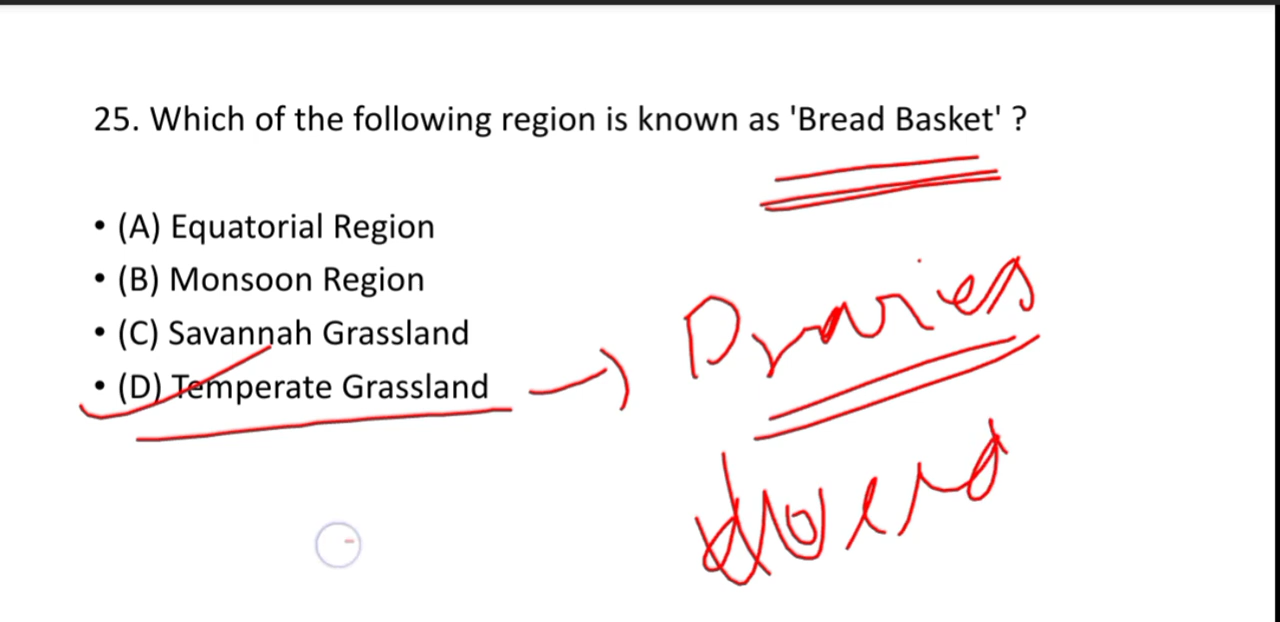 25. Which of the following region is known as 'Bread Basket' ?
• (A) Equatorial Region
• (B) Monsoon Region
• (C) Savannah Grassland
• (D) Temperate Grassland
Praries